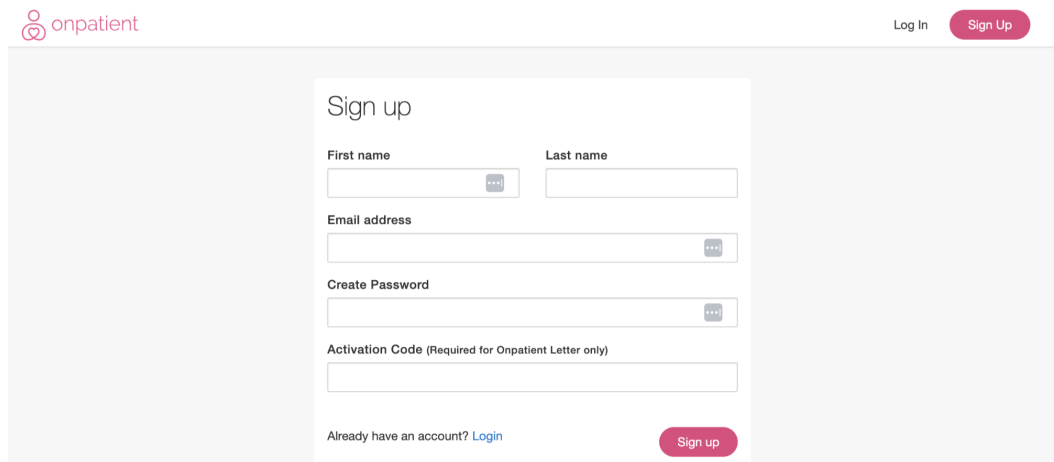 onpatient
Log In
Sign Up
Sign up
First name
Last name
Email address
Create Password
Activation Code (Required for Onpatient Letter only)
Already have an account? Login
Sign up